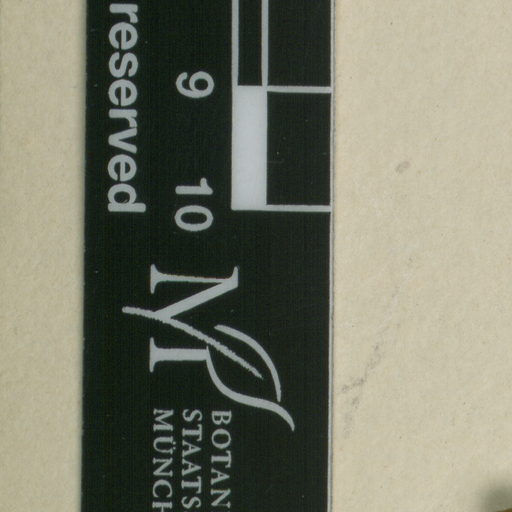 reserved
9 10
M
BOTAN
STAATS
MÜNCH